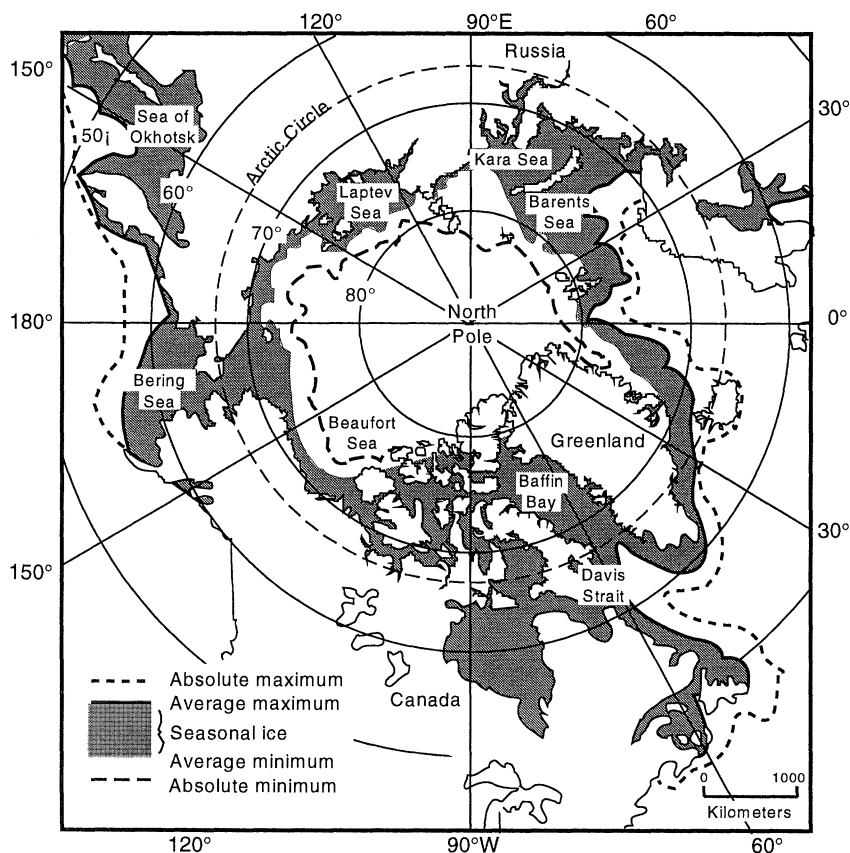 120°
90°E
60°
Russia
150°
30°
Sea of
Okhotsk
50¡
Arctic Circle
Kara Sea
60°
Laptev
Sea
Barents
Sea
70°
80°
North
Pole
180°
0°
Bering
Sea
Beaufort
Sea
Greenland
Baffin
Bay
30°
150°
Davis
Strait
Absolute maximum
Average maximum
Seasonal ice
Average minimum
Absolute minimum
Canada
0
1000
Kilometers
120°
90°W
60°